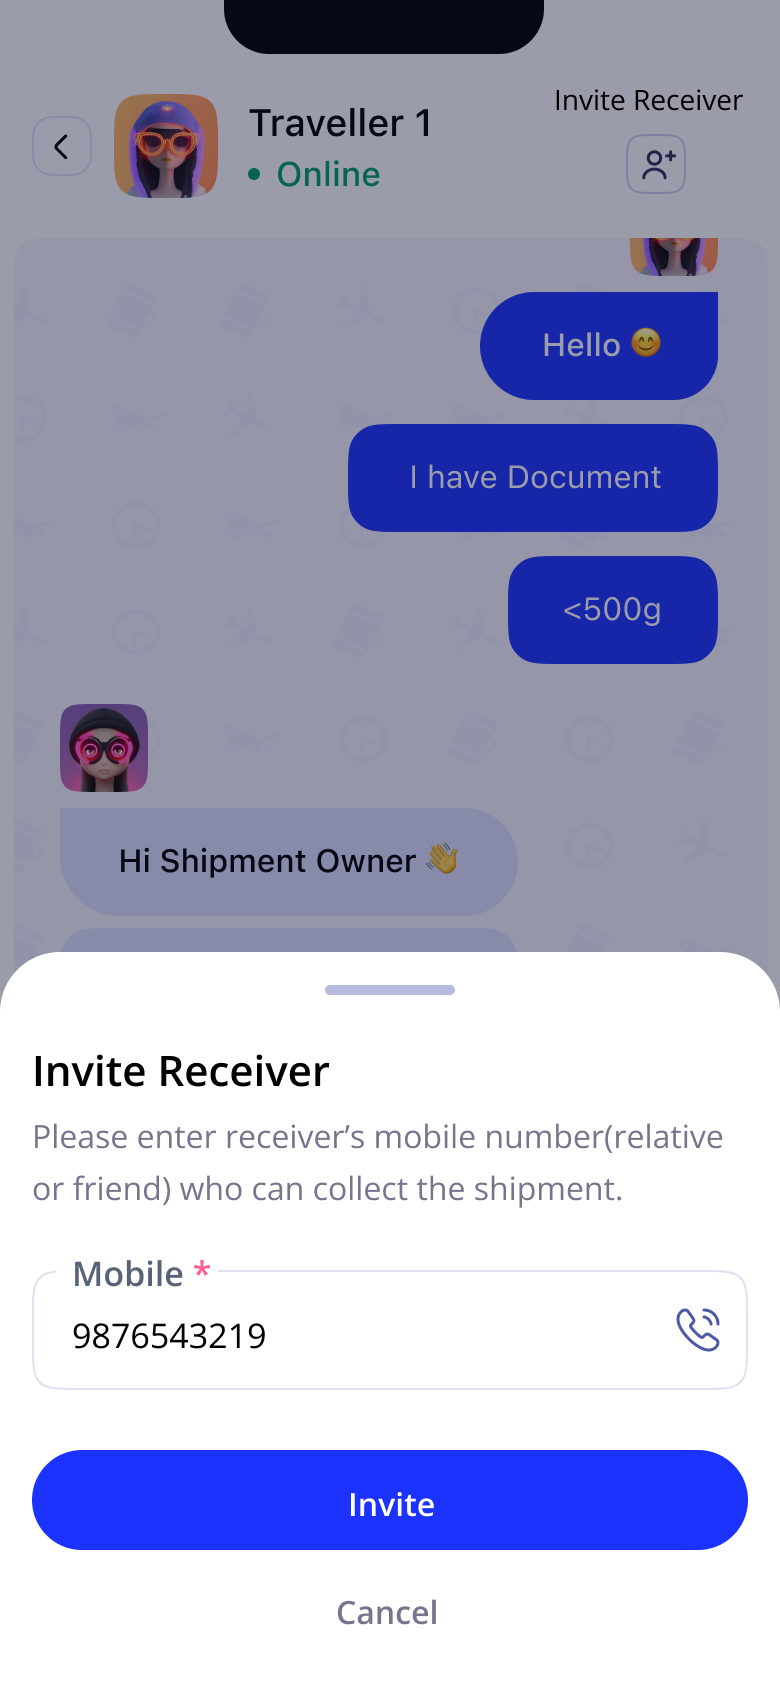 Invite Receiver
Traveller 1
Online
Hello 😊
I have Document
<500g
Hi Shipment Owner 👋
Invite Receiver
Please enter receiver’s mobile number(relative
or friend) who can collect the shipment.
Mobile *
9876543219
Invite
Cancel